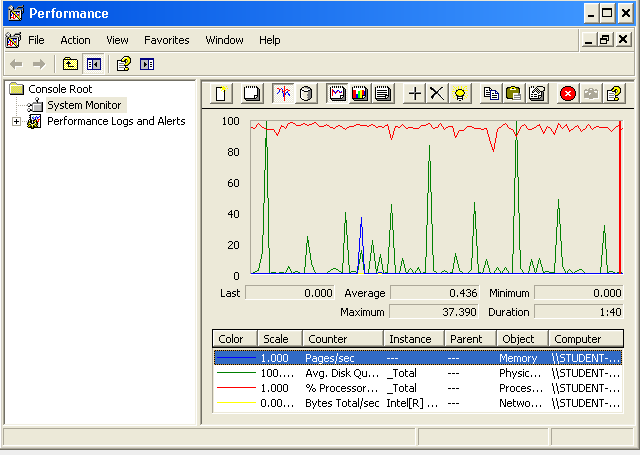 Performance
File Action View Favorites Window Help
Console Root
System Monitor
Performance Logs and Alerts
100
80
60
40
20
0
Last 0.000 Average 0.436 Minimum 0.000
Maximum 37.390 Duration 1:40
Color Scale Counter Instance Parent Object Computer
1.000 Pages/sec --- --- Memory \\STUDENT-...
100.... Avg. Disk Qu... _Total --- Physic... \\STUDENT-...
1.000 % Processor... _Total --- Proces... \\STUDENT-...
0.00... Bytes Total/sec Intel[R] ... --- Netwo... \\STUDENT-...